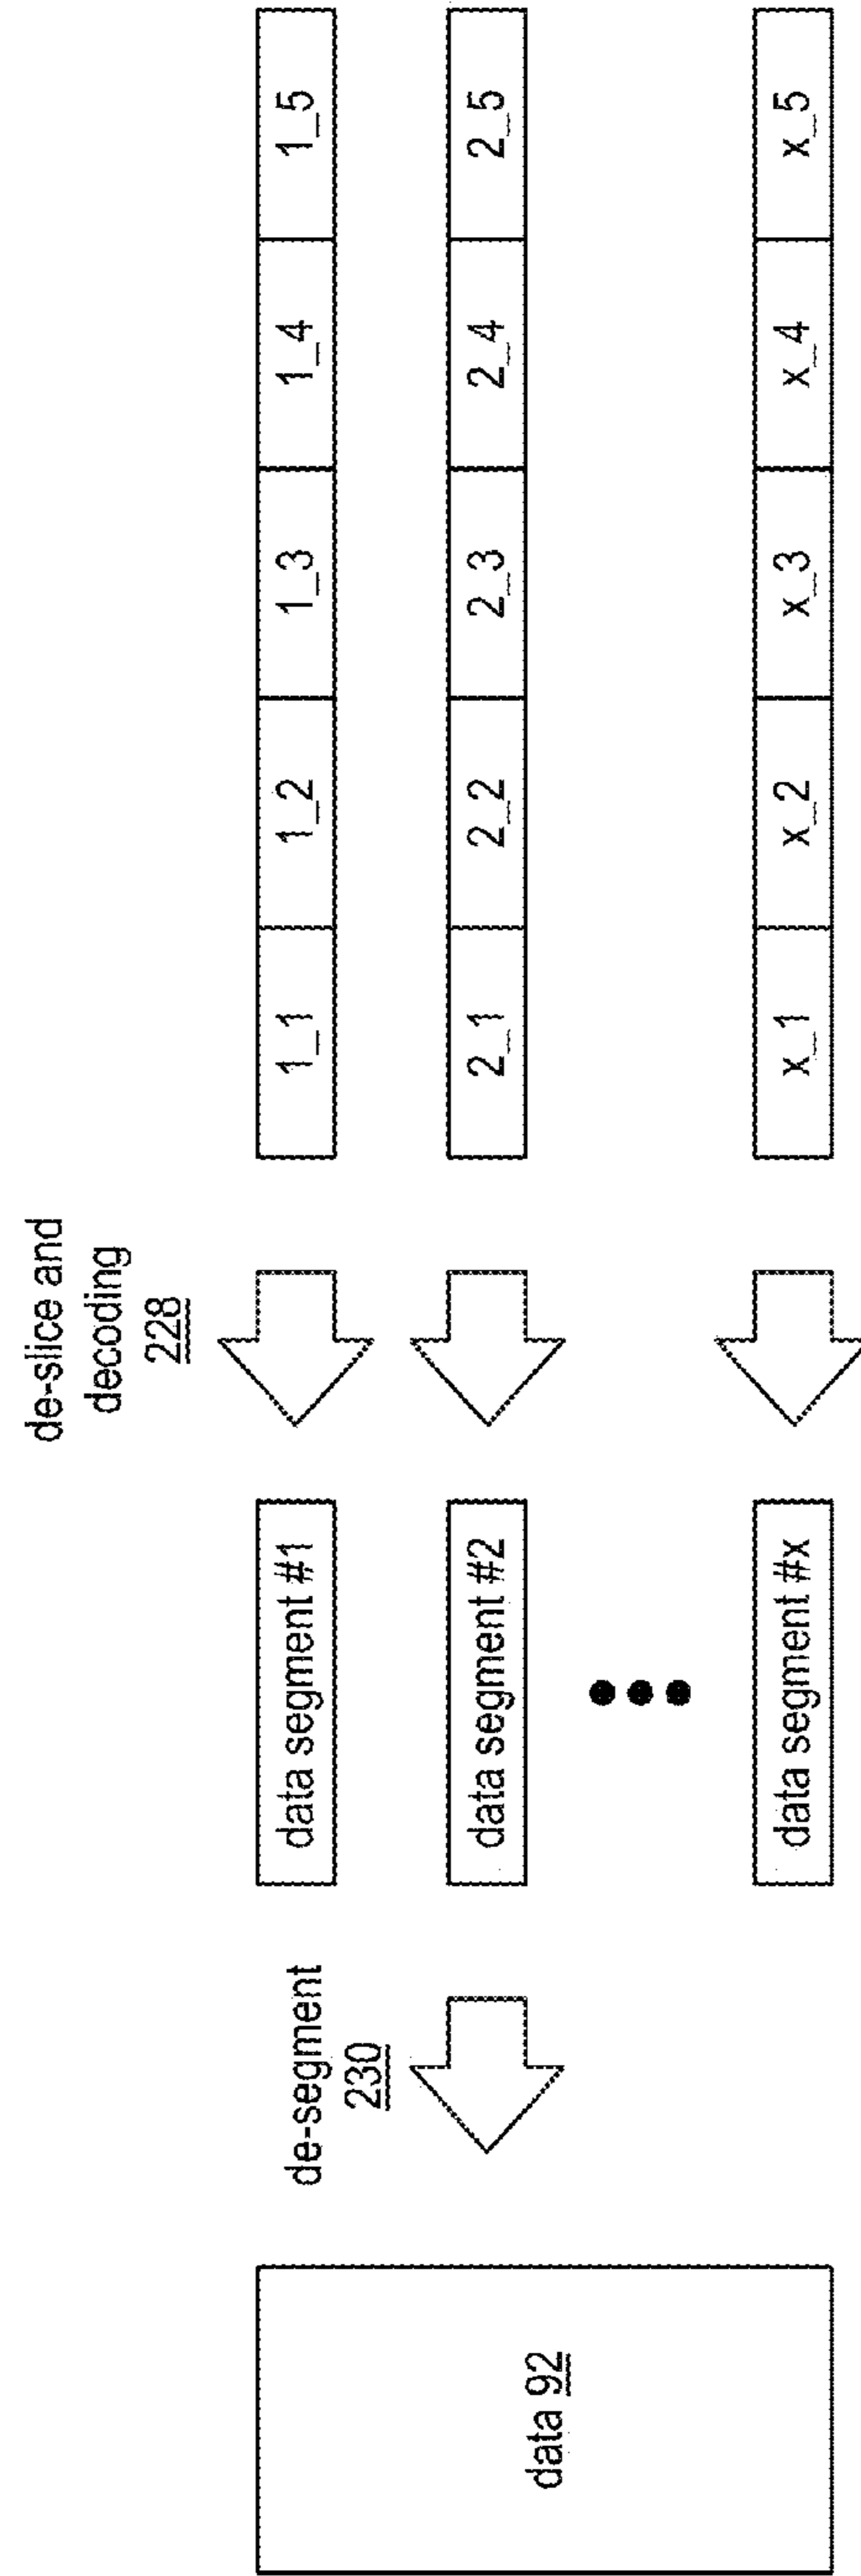 de-slice and
decoding
228
de-segment
230
data 92
data segment #1
1_1
1_2
1_3
1_4
1_5
data segment #2
2_1
2_2
2_3
2_4
2_5
data segment #x
x_1
x_2
x_3
x_4
x_5